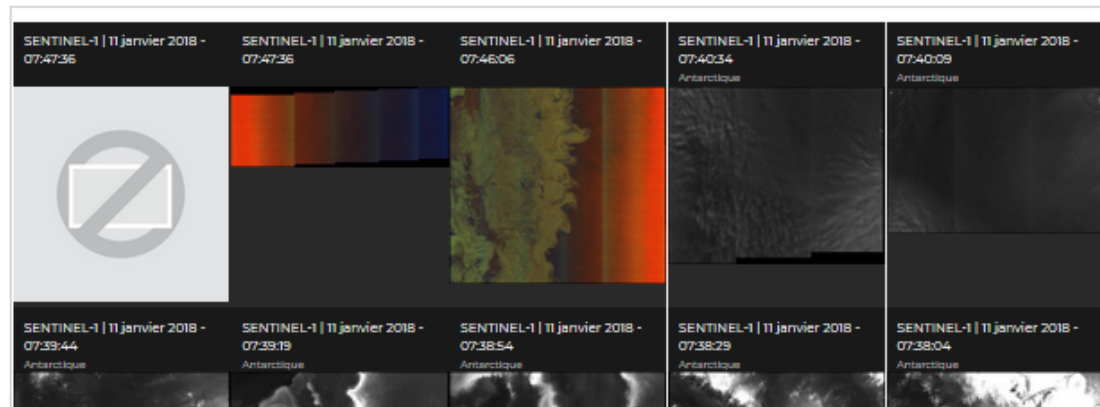 SENTINEL-1 | 11 janvier 2018 -
07:47:36
SENTINEL-1 | 11 janvier 2018 -
07:47:36
SENTINEL-1 | 11 janvier 2018 -
07:46:06
SENTINEL-1 | 11 janvier 2018 -
07:40:34
Antarctique
SENTINEL-1 | 11 janvier 2018 -
07:40:09
Antarctique
SENTINEL-1 | 11 janvier 2018 -
07:39:44
Antarctique
SENTINEL-1 | 11 janvier 2018 -
07:39:19
Antarctique
SENTINEL-1 | 11 janvier 2018 -
07:38:54
Antarctique
SENTINEL-1 | 11 janvier 2018 -
07:38:29
Antarctique
SENTINEL-1 | 11 janvier 2018 -
07:38:04
Antarctique